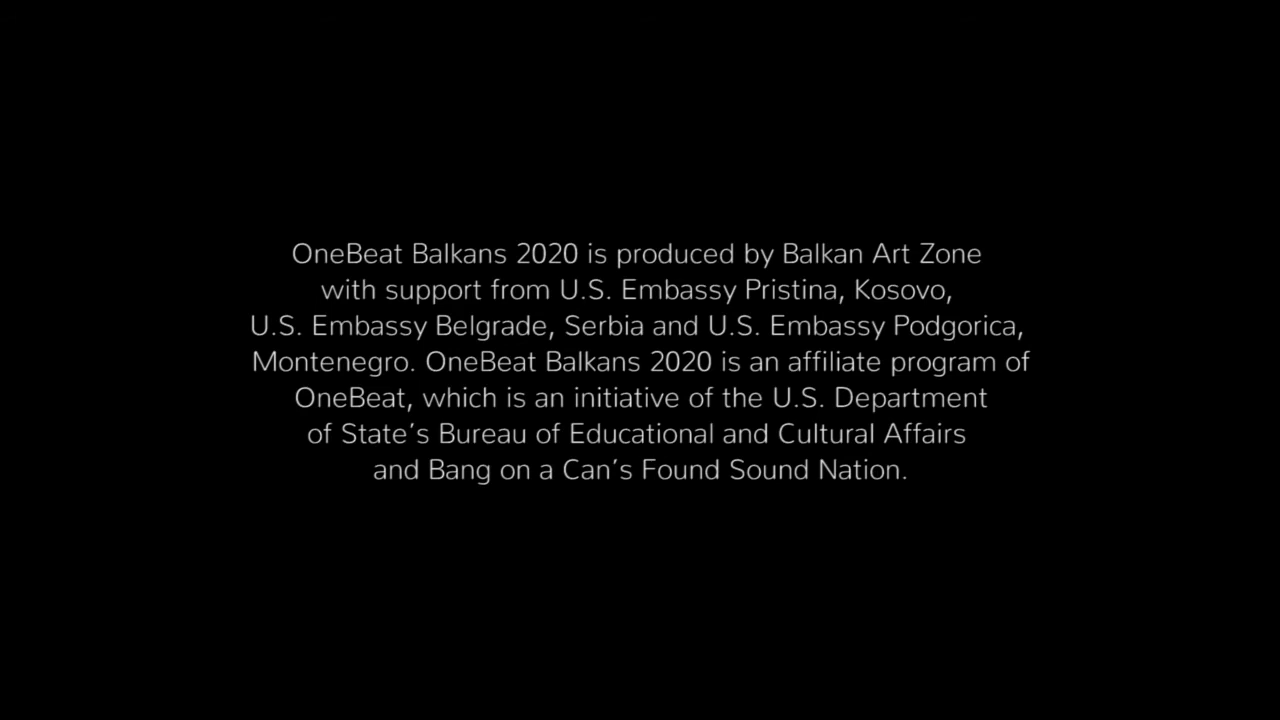 OneBeat Balkans 2020 is produced by Balkan Art Zone
with support from U.S. Embassy Pristina, Kosovo,
U.S. Embassy Belgrade, Serbia and U.S. Embassy Podgorica,
Montenegro. OneBeat Balkans 2020 is an affiliate program of
OneBeat, which is an initiative of the U.S. Department
of State’s Bureau of Educational and Cultural Affairs
and Bang on a Can’s Found Sound Nation.